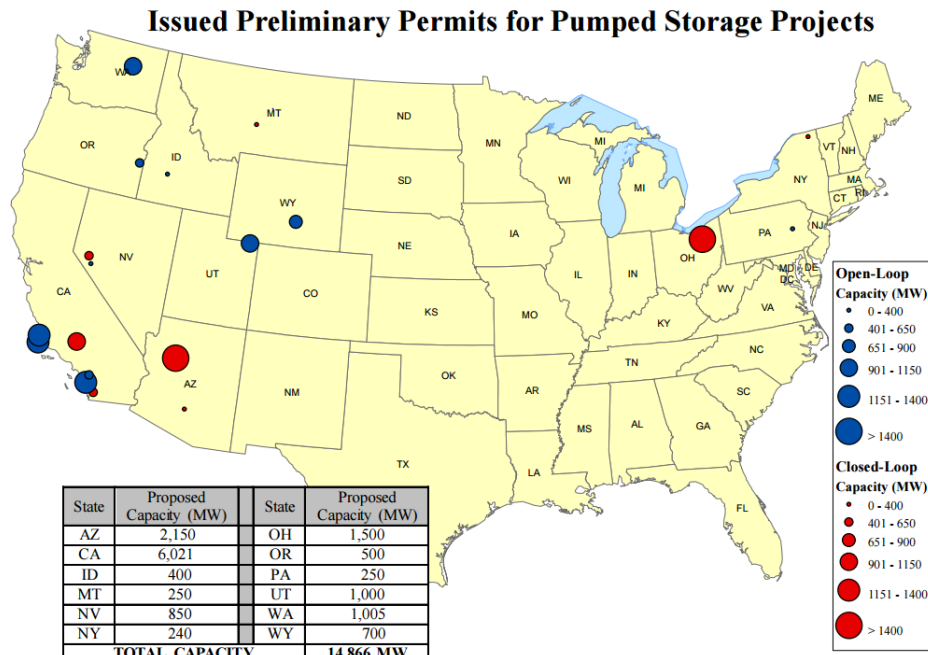 Issued Preliminary Permits for Pumped Storage Projects
WA
MT
ND
MN
ME
OR
ID
SD
WI
MI
MI
VT
NH
NY
MA
CT
RI
WY
NE
IA
PA
NJ
NV
UT
CO
IL
IN
OH
MD
DE
DC
WV
VA
CA
KS
MO
KY
AZ
NM
OK
AR
TN
NC
SC
MS
AL
GA
TX
LA
FL
Open-Loop
Capacity (MW)
0 - 400
401 - 650
651 - 900
901 - 1150
1151 - 1400
> 1400
Closed-Loop
Capacity (MW)
0 - 400
401 - 650
651 - 900
901 - 1150
1151 - 1400
> 1400
State Proposed Capacity (MW) State Proposed Capacity (MW)
AZ 2,150 OH 1,500
CA 6,021 OR 500
ID 400 PA 250
MT 250 UT 1,000
NV 850 WA 1,005
NY 240 WY 700
TOTAL CAPACITY 14,866 MW